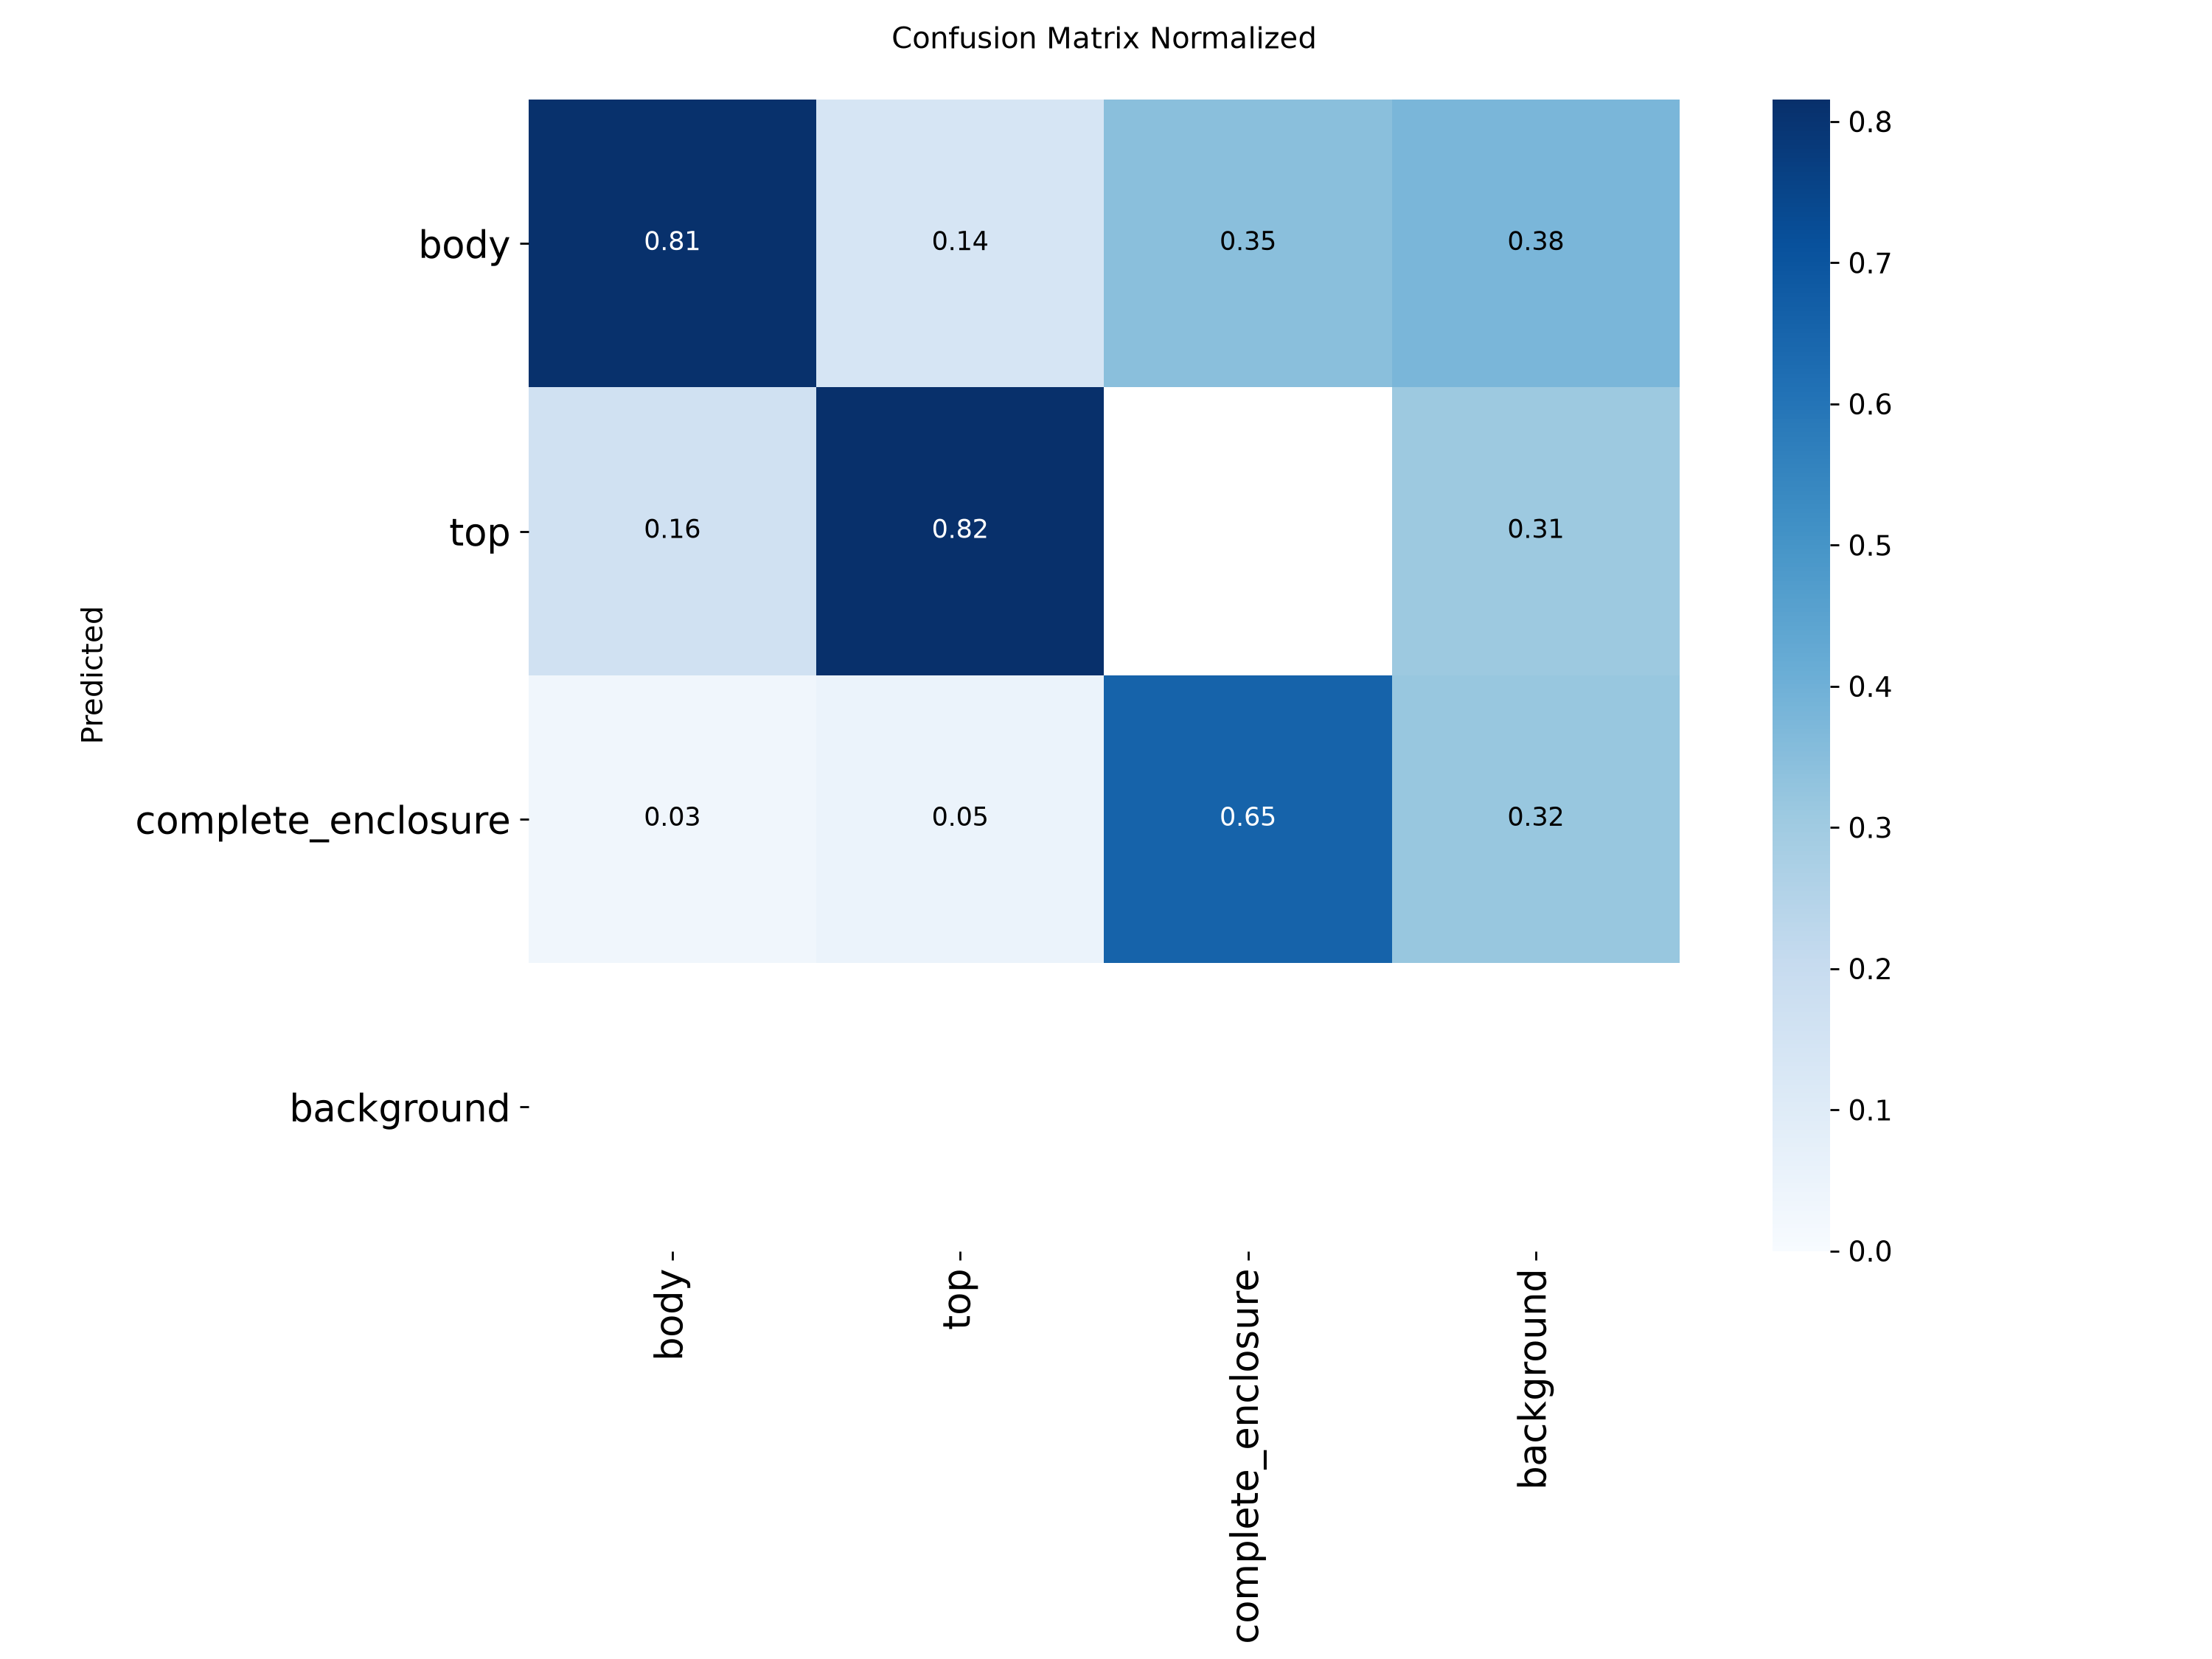 Confusion Matrix Normalized
body
0.81
0.14
0.35
0.38
top
0.16
0.82
0.31
complete_enclosure
0.03
0.05
0.65
0.32
background
Predicted
body
top
complete_enclosure
background
0.8
0.7
0.6
0.5
0.4
0.3
0.2
0.1
0.0